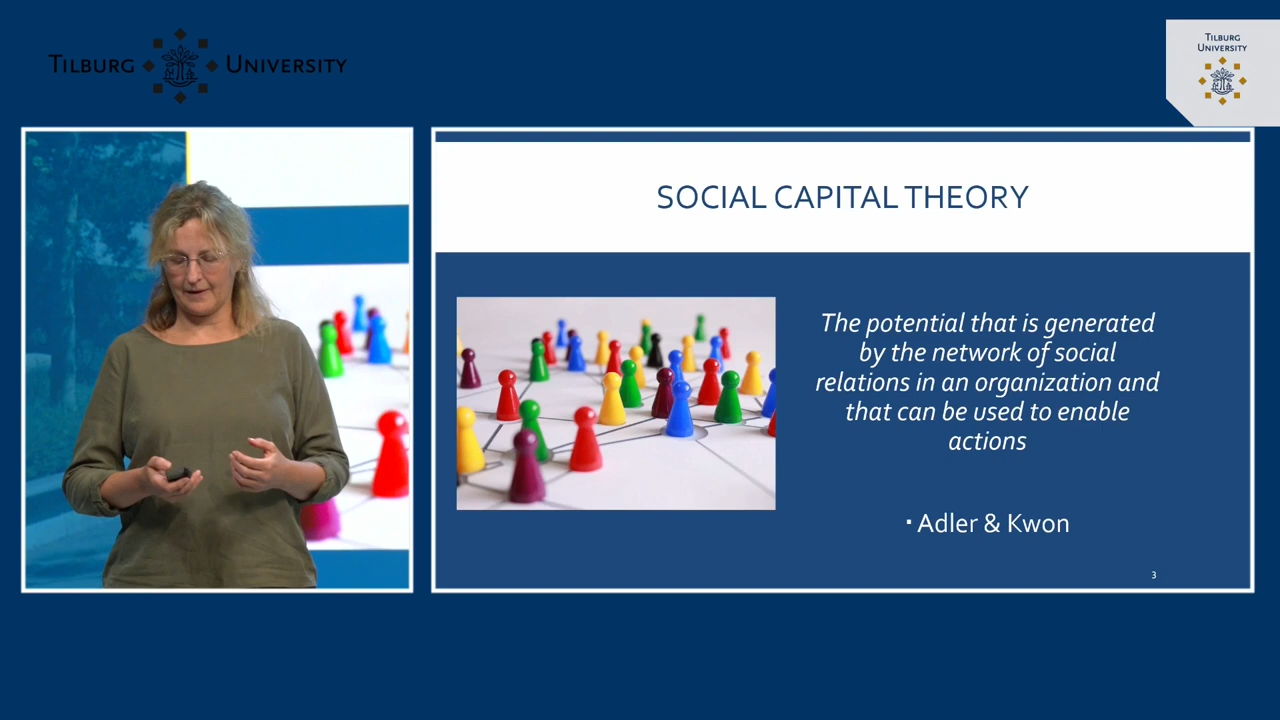 TILBURG UNIVERSITY
TILBURG
UNIVERSITY
SOCIAL CAPITAL THEORY
The potential that is generated
by the network of social
relations in an organization and
that can be used to enable
actions
▪ Adler & Kwon
3